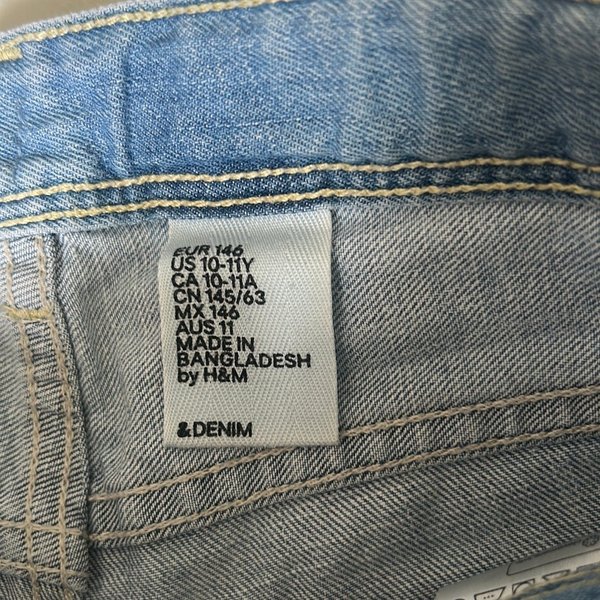 EUR 146
US 10-11Y
CA 10-11A
CN 145/63
MX 146
AUS 11
MADE IN
BANGLADESH
by H&M
&DENIM